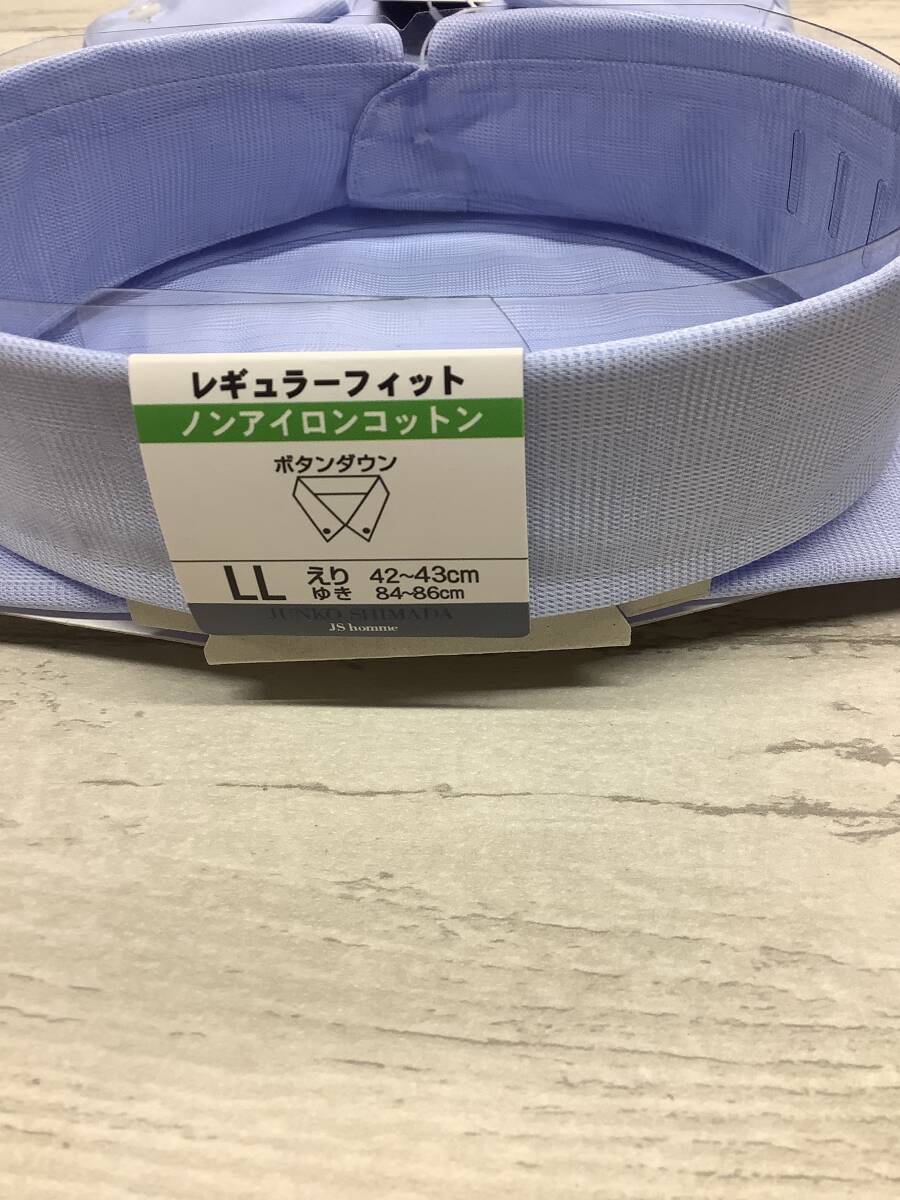 レギュラーフィット
ノンアイロンコットン
ボタンダウン
LL えり 42~43cm
ゆき 84~86cm
JUNKO SHIMADA
JS homme